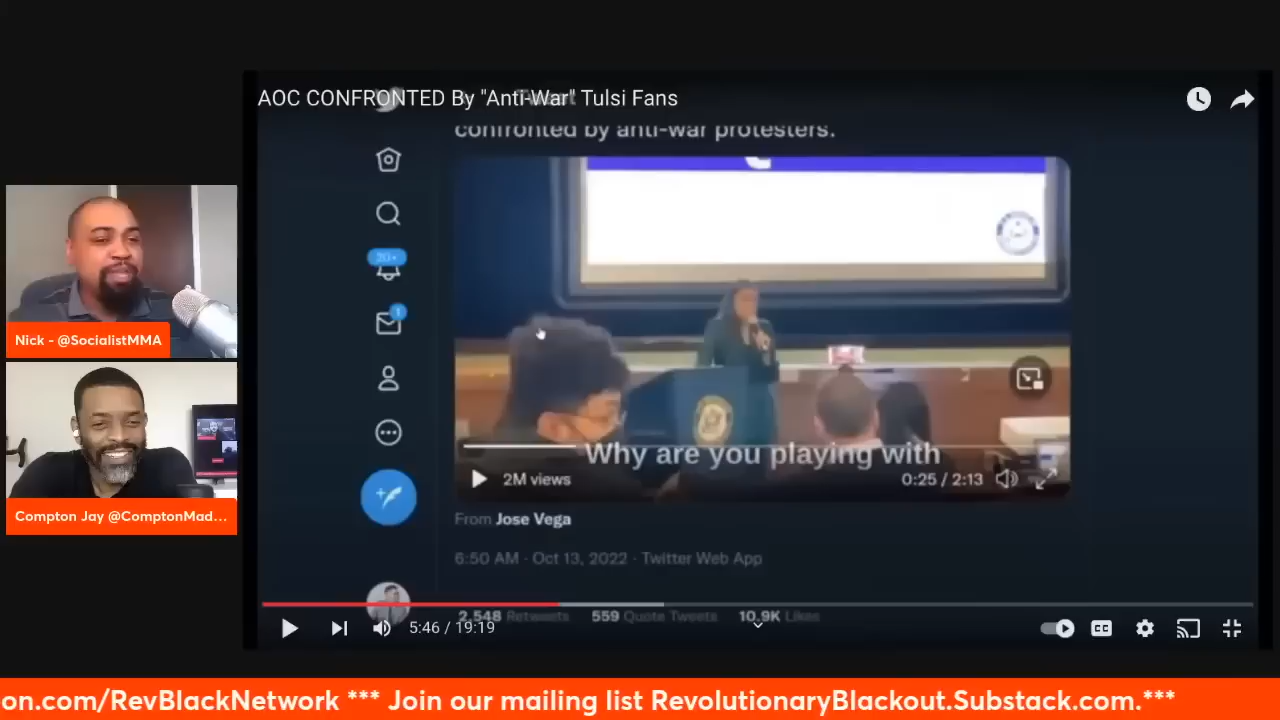 AOC CONFRONTED By "Anti-War" Tulsi Fans
confronted by anti-war protesters.
20+
1
Why are you playing with
2M views
0:25 / 2:13
From Jose Vega
6:50 AM · Oct 13, 2022 · Twitter Web App
2,548 Retweets 559 Quote Tweets 10.9K Likes
5:46 / 19:19
CC
Nick - @SocialistMMA
Compton Jay @ComptonMad...
on.com/RevBlackNetwork *** Join our mailing list RevolutionaryBlackout.Substack.com.***